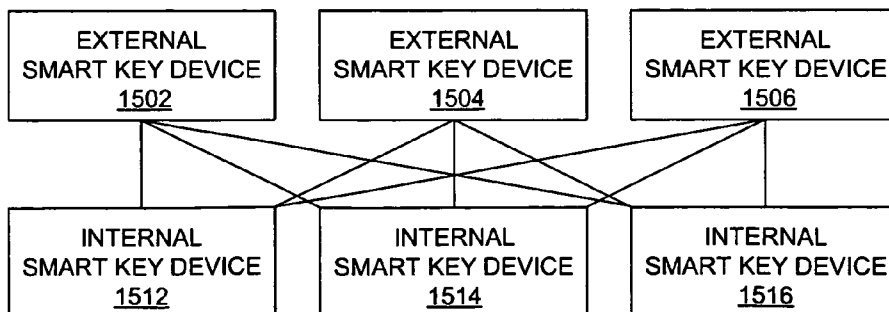 EXTERNAL
SMART KEY DEVICE
1502
EXTERNAL
SMART KEY DEVICE
1504
EXTERNAL
SMART KEY DEVICE
1506
INTERNAL
SMART KEY DEVICE
1512
INTERNAL
SMART KEY DEVICE
1514
INTERNAL
SMART KEY DEVICE
1516